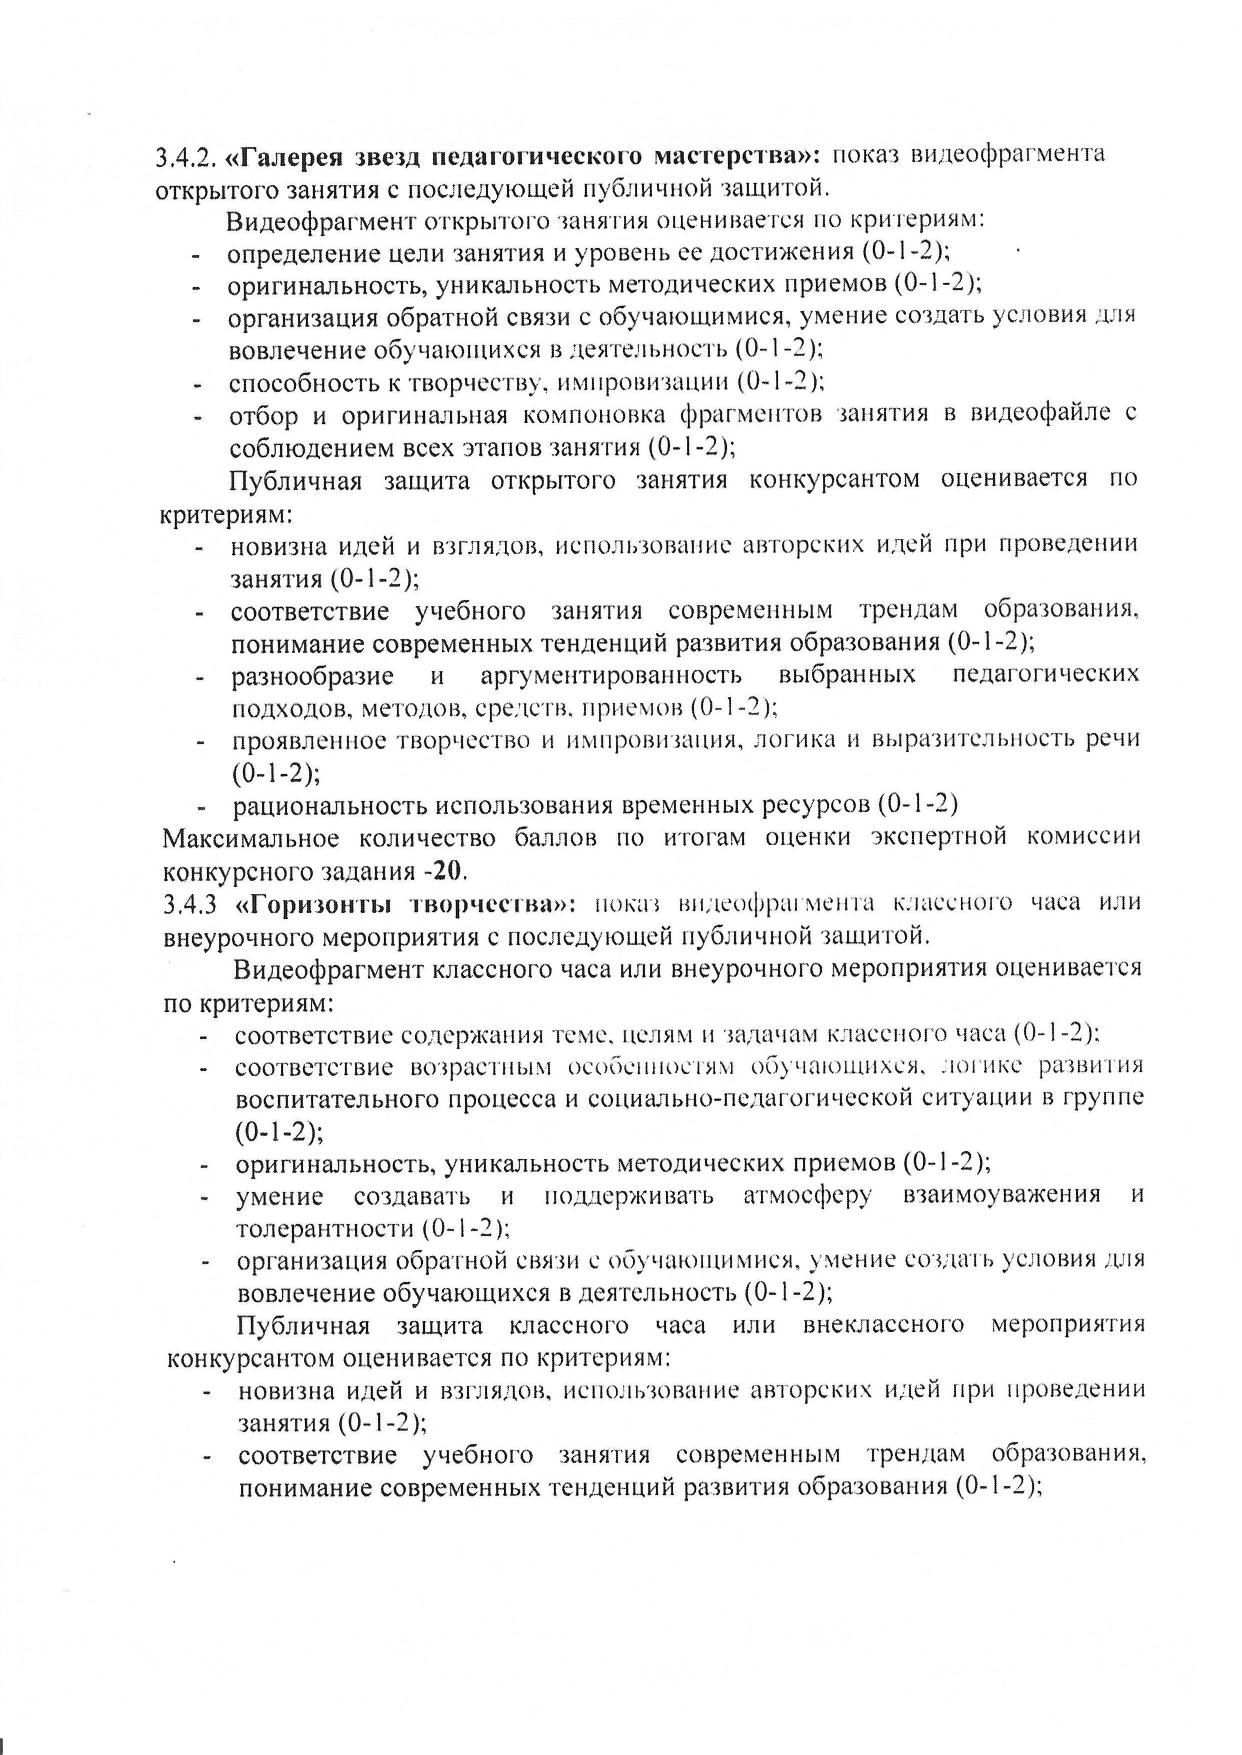 3.4.2. «Галерея звезд педагогического мастерства»: показ видеофрагмента
открытого занятия с последующей публичной защитой.
Видеофрагмент открытого занятия оценивается по критериям:
- определение цели занятия и уровень ее достижения (0-1-2);
- оригинальность, уникальность методических приемов (0-1-2);
- организация обратной связи с обучающимися, умение создать условия для
вовлечение обучающихся в деятельность (0-1-2);
- способность к творчеству, импровизации (0-1-2);
- отбор и оригинальная компоновка фрагментов занятия в видеофайле с
соблюдением всех этапов занятия (0-1-2);
Публичная защита открытого занятия конкурсантом оценивается по
критериям:
- новизна идей и взглядов, использование авторских идей при проведении
занятия (0-1-2);
- соответствие учебного занятия современным трендам образования,
понимание современных тенденций развития образования (0-1-2);
- разнообразие и аргументированность выбранных педагогических
подходов, методов, средств, приемов (0-1-2);
- проявленное творчество и импровизация, логика и выразительность речи
(0-1-2);
- рациональность использования временных ресурсов (0-1-2)
Максимальное количество баллов по итогам оценки экспертной комиссии
конкурсного задания -20.
3.4.3 «Горизонты творчества»: показ видеофрагмента классного часа или
внеурочного мероприятия с последующей публичной защитой.
Видеофрагмент классного часа или внеурочного мероприятия оценивается
по критериям:
- соответствие содержания теме, целям и задачам классного часа (0-1-2);
- соответствие возрастным особенностям обучающихся, логике развития
воспитательного процесса и социально-педагогической ситуации в группе
(0-1-2);
- оригинальность, уникальность методических приемов (0-1-2);
- умение создавать и поддерживать атмосферу взаимоуважения и
толерантности (0-1-2);
- организация обратной связи с обучающимися, умение создать условия для
вовлечение обучающихся в деятельность (0-1-2);
Публичная защита классного часа или внеклассного мероприятия
конкурсантом оценивается по критериям:
- новизна идей и взглядов, использование авторских идей при проведении
занятия (0-1-2);
- соответствие учебного занятия современным трендам образования,
понимание современных тенденций развития образования (0-1-2);